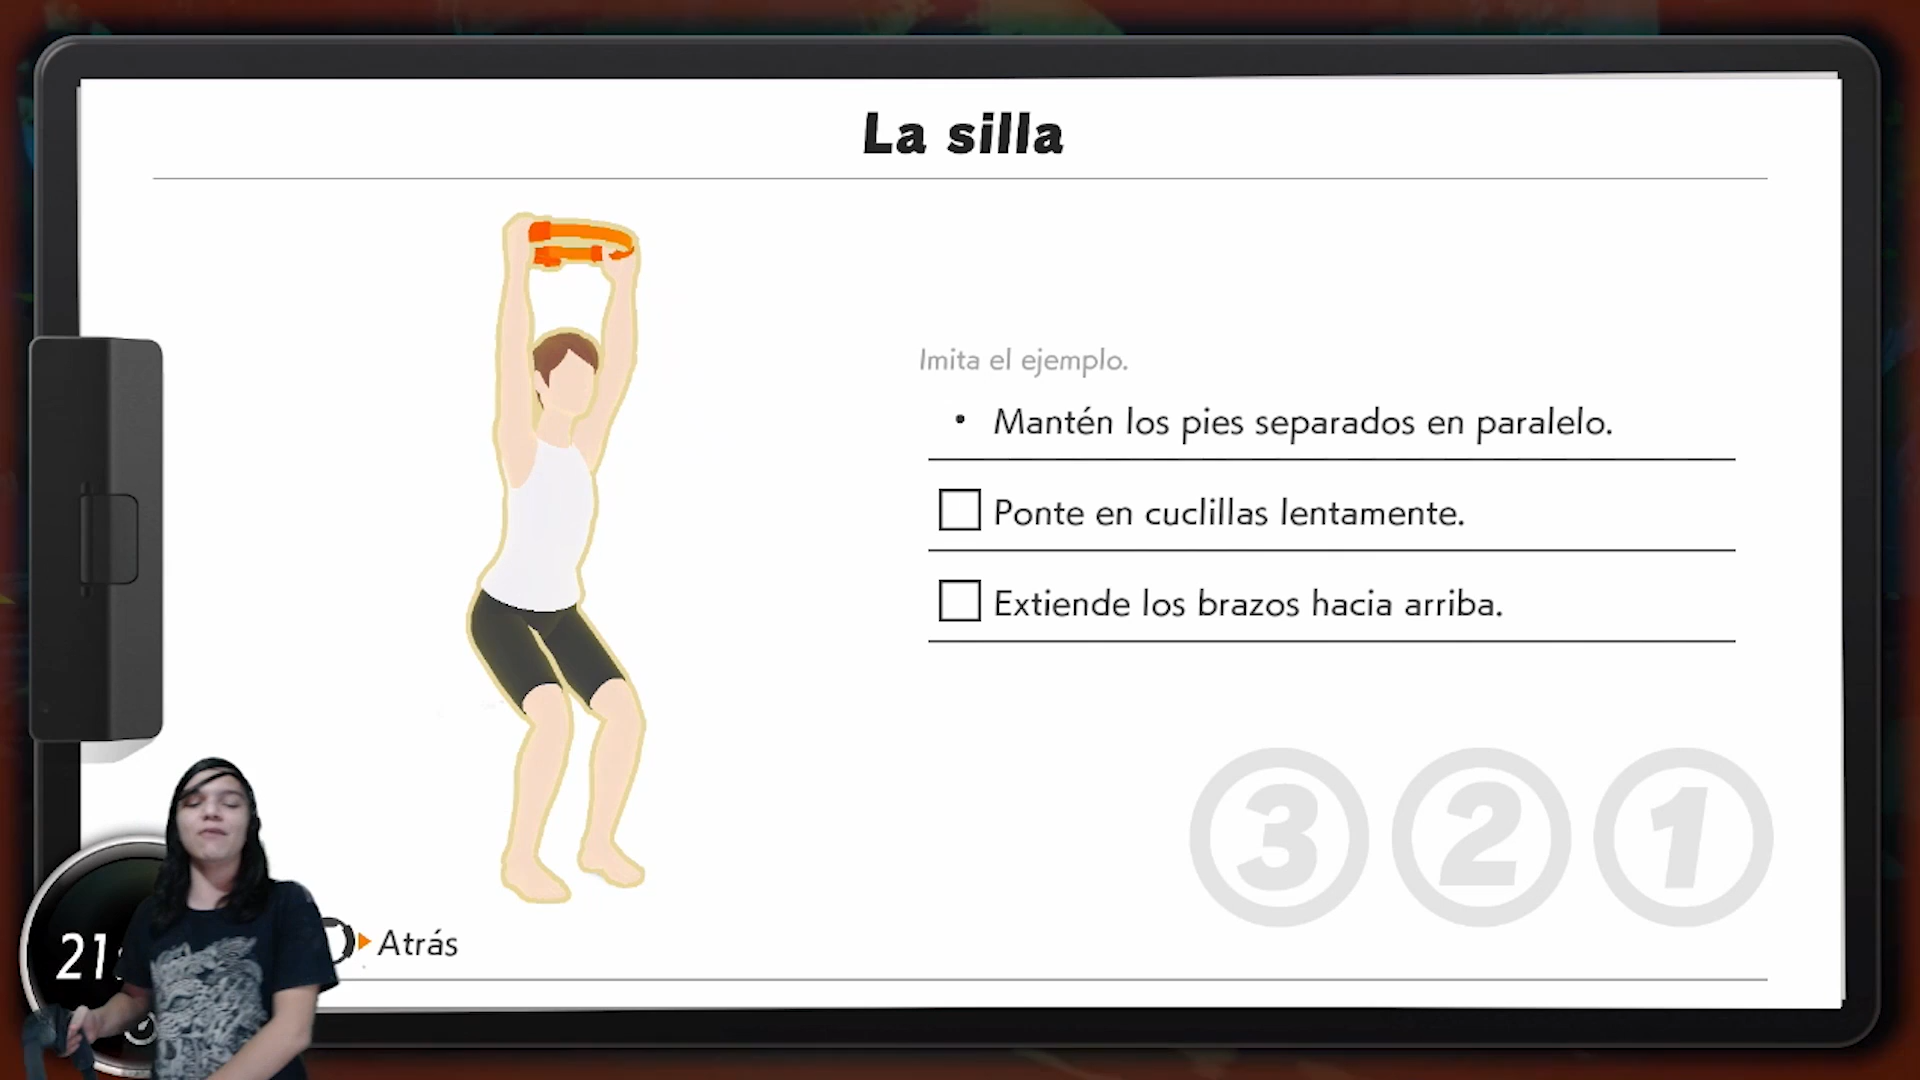 La silla
Imita el ejemplo.
• Mantén los pies separados en paralelo.
Ponte en cuclillas lentamente.
Extiende los brazos hacia arriba.
3 2 1
Atrás
21: